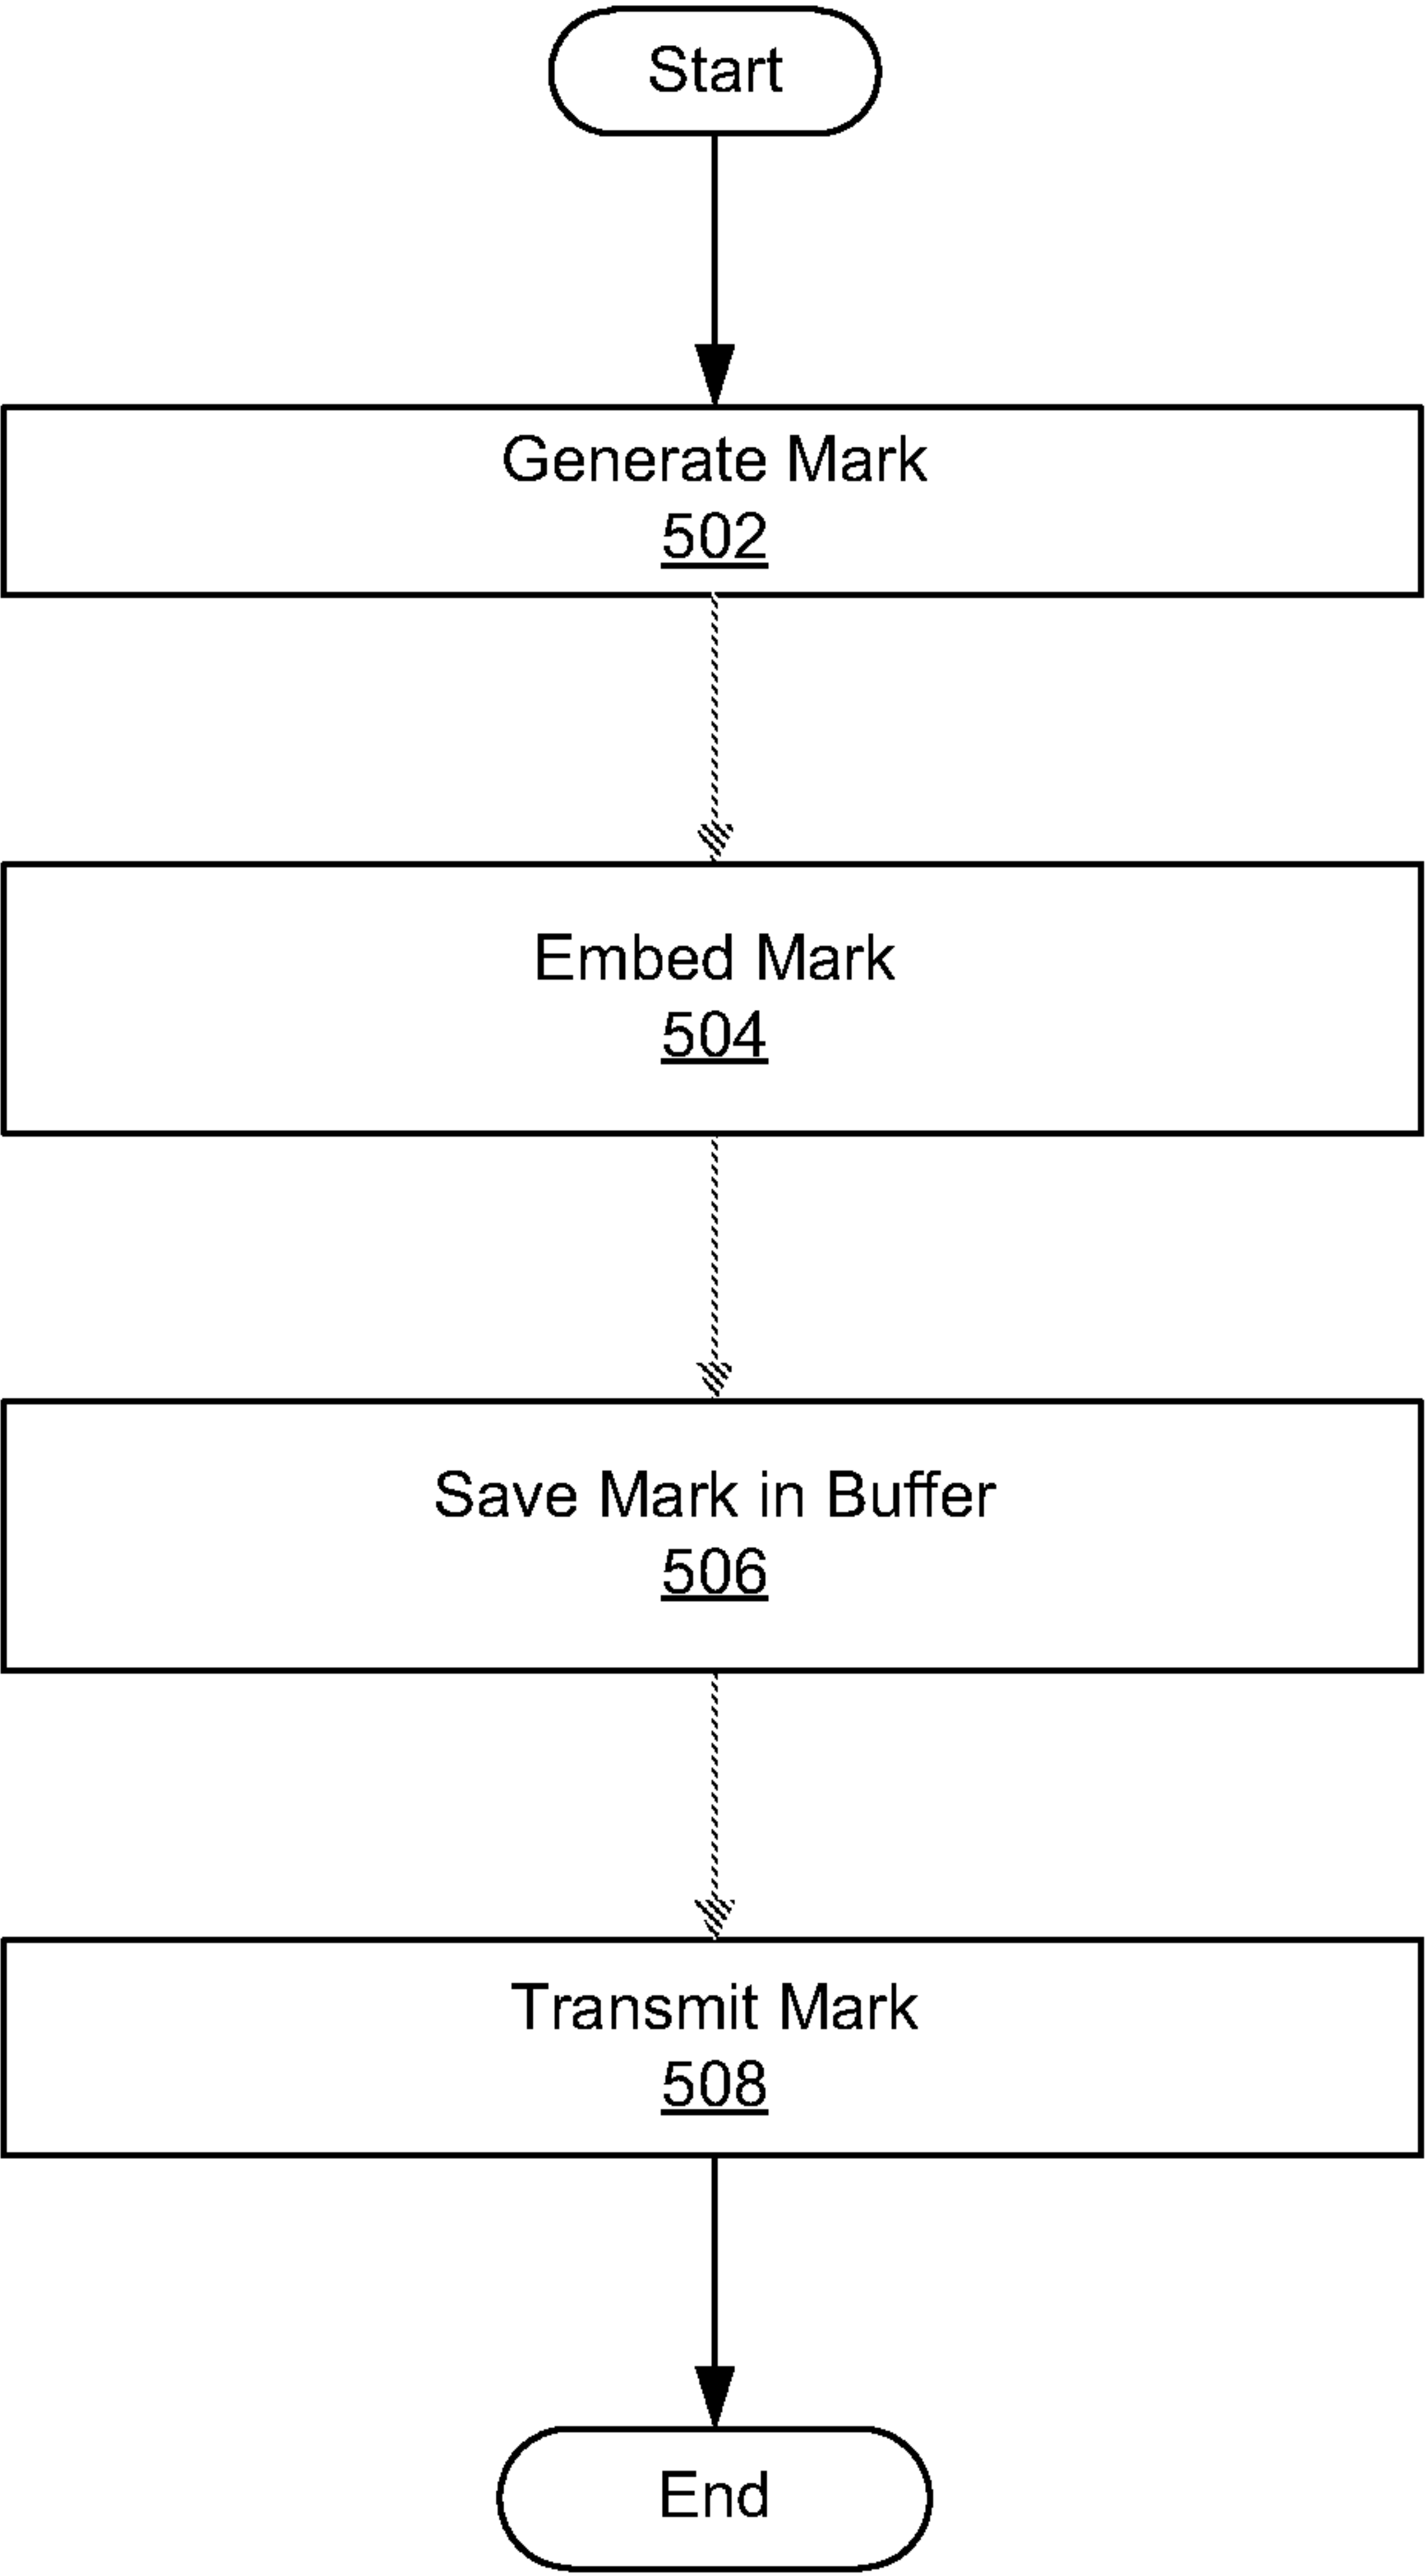 Start
Generate Mark
502
Embed Mark
504
Save Mark in Buffer
506
Transmit Mark
508
End